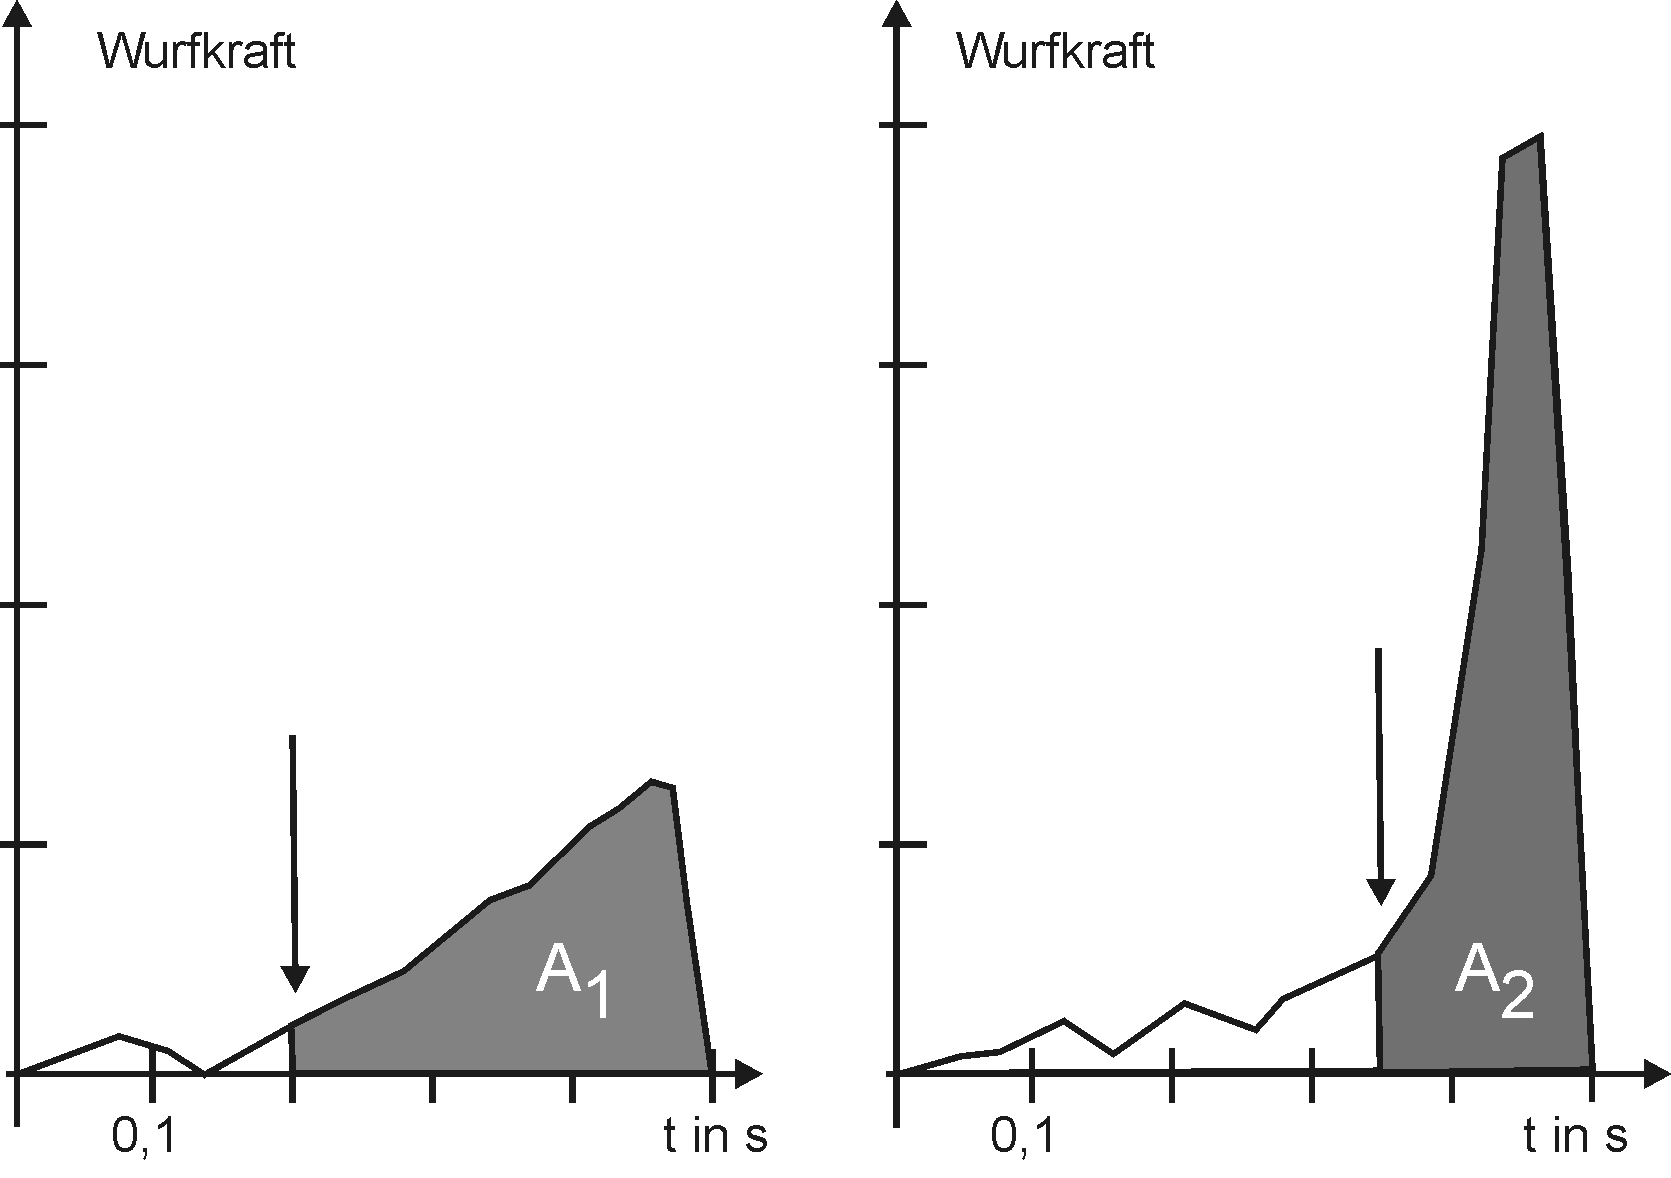 Wurfkraft
A1
0,1
t in s
Wurfkraft
A2
0,1
t in s